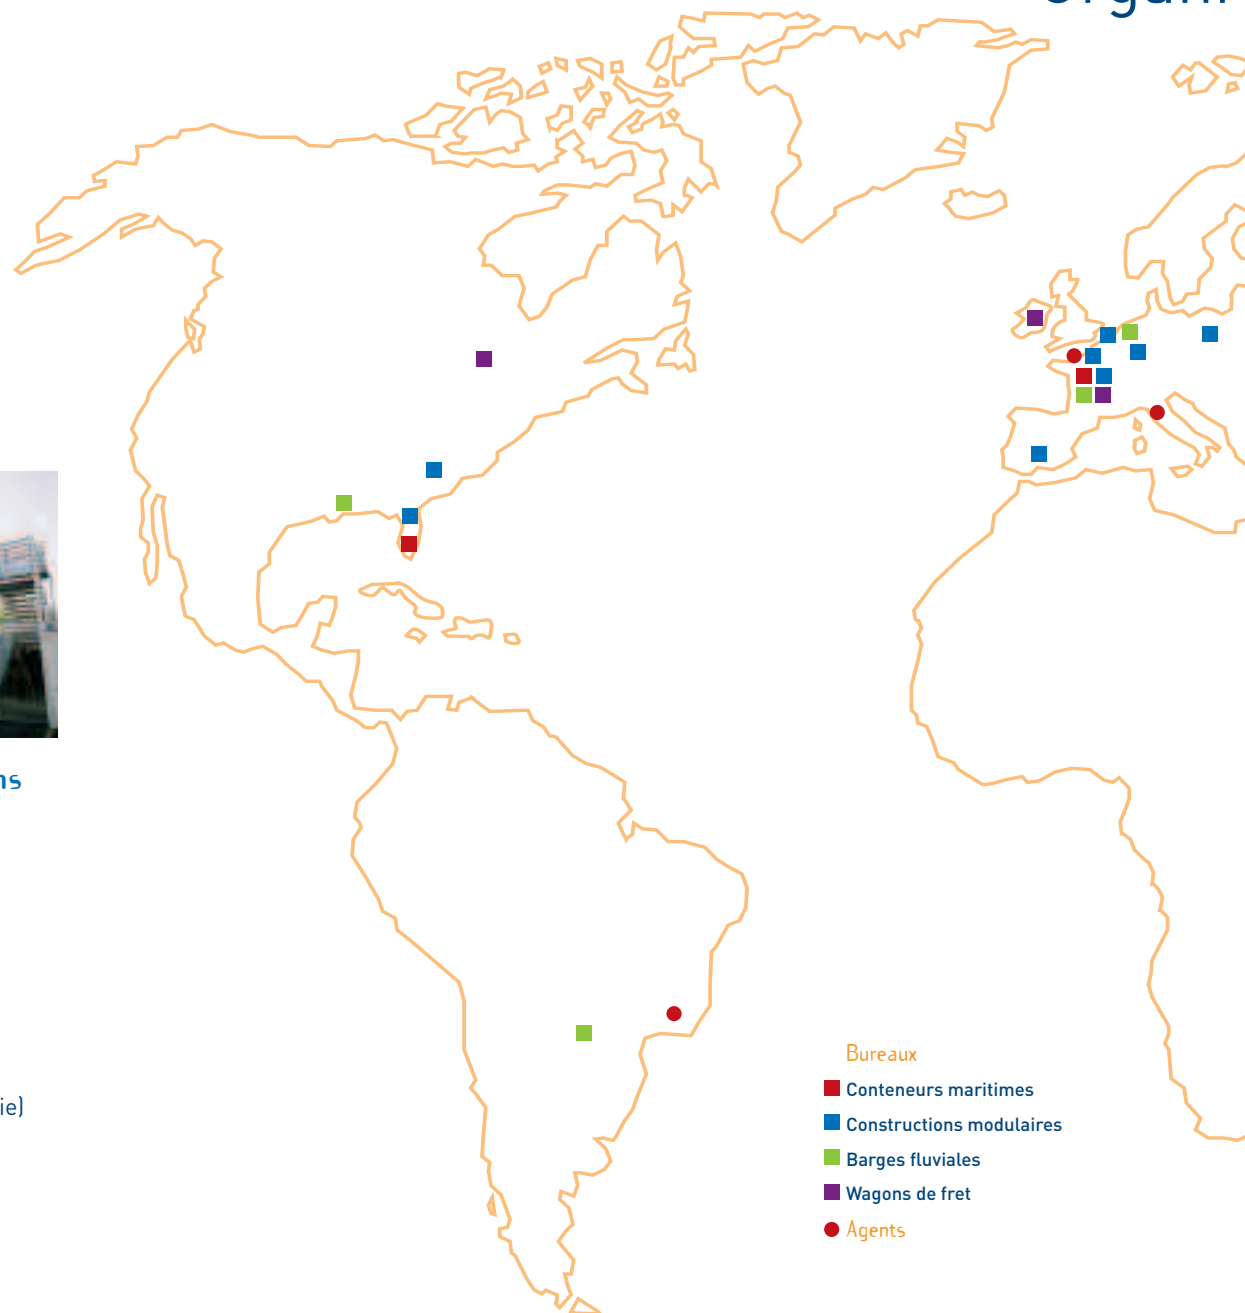 Bureaux
Conteneurs maritimes
Constructions modulaires
Barges fluviales
Wagons de fret
Agents